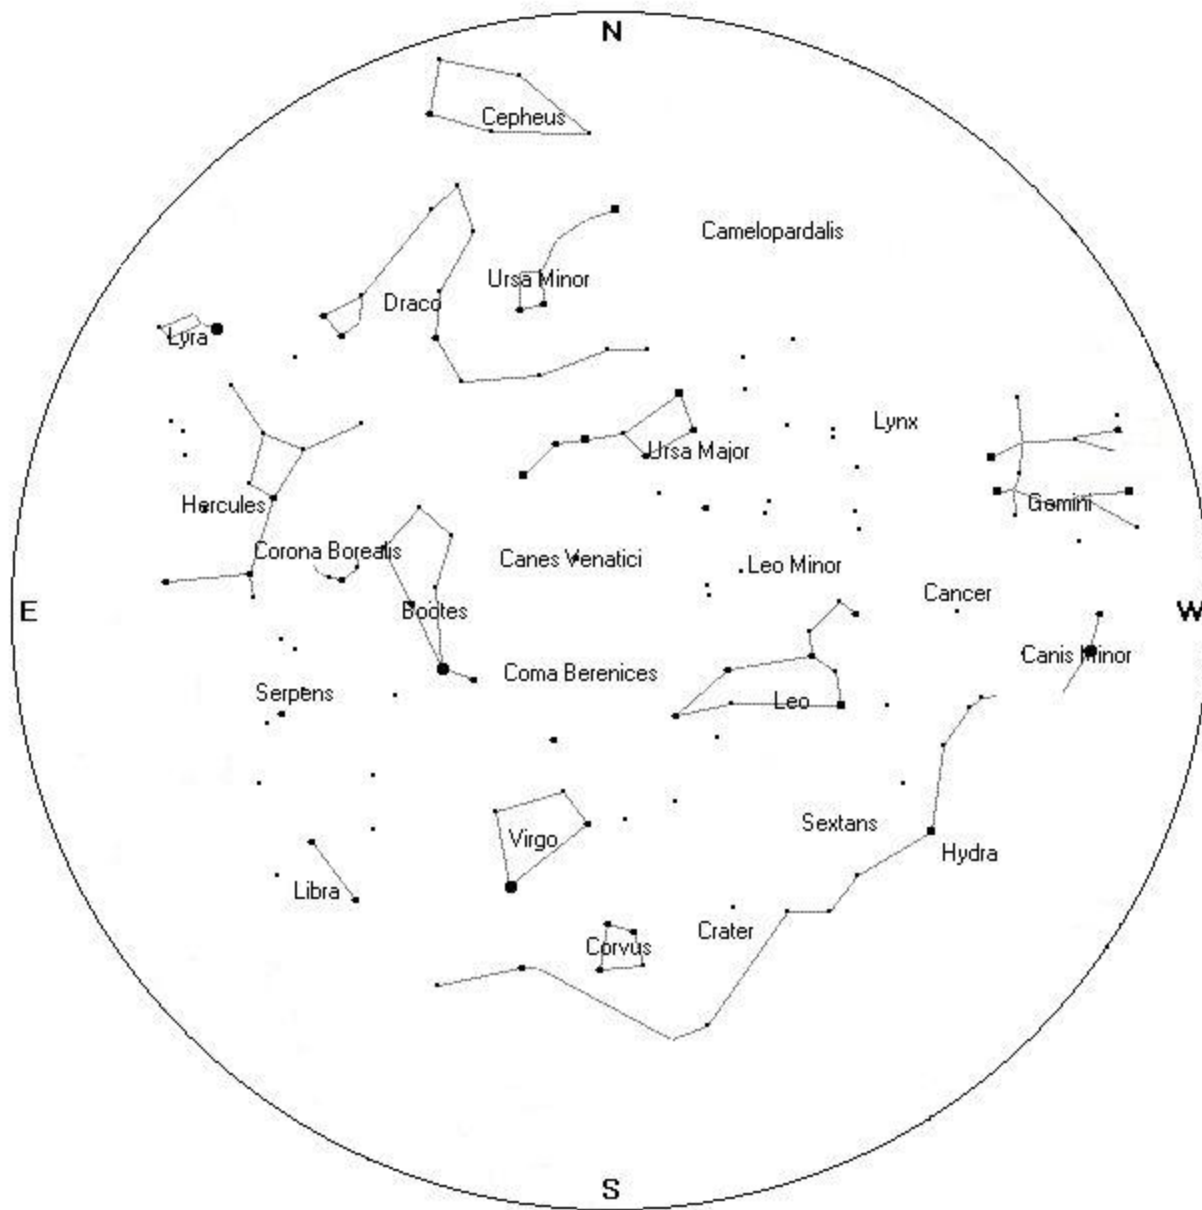 N
Cepheus
Camelopardalis
Ursa Minor
Draco
Lyra
Lynx
Ursa Major
Hercules
Gemini
Corona Borealis
Canes Venatici
Leo Minor
Cancer
E
Boötes
W
Canis Minor
Coma Berenices
Serpens
Leo
Sextans
Virgo
Hydra
Libra
Crater
Corvus
S